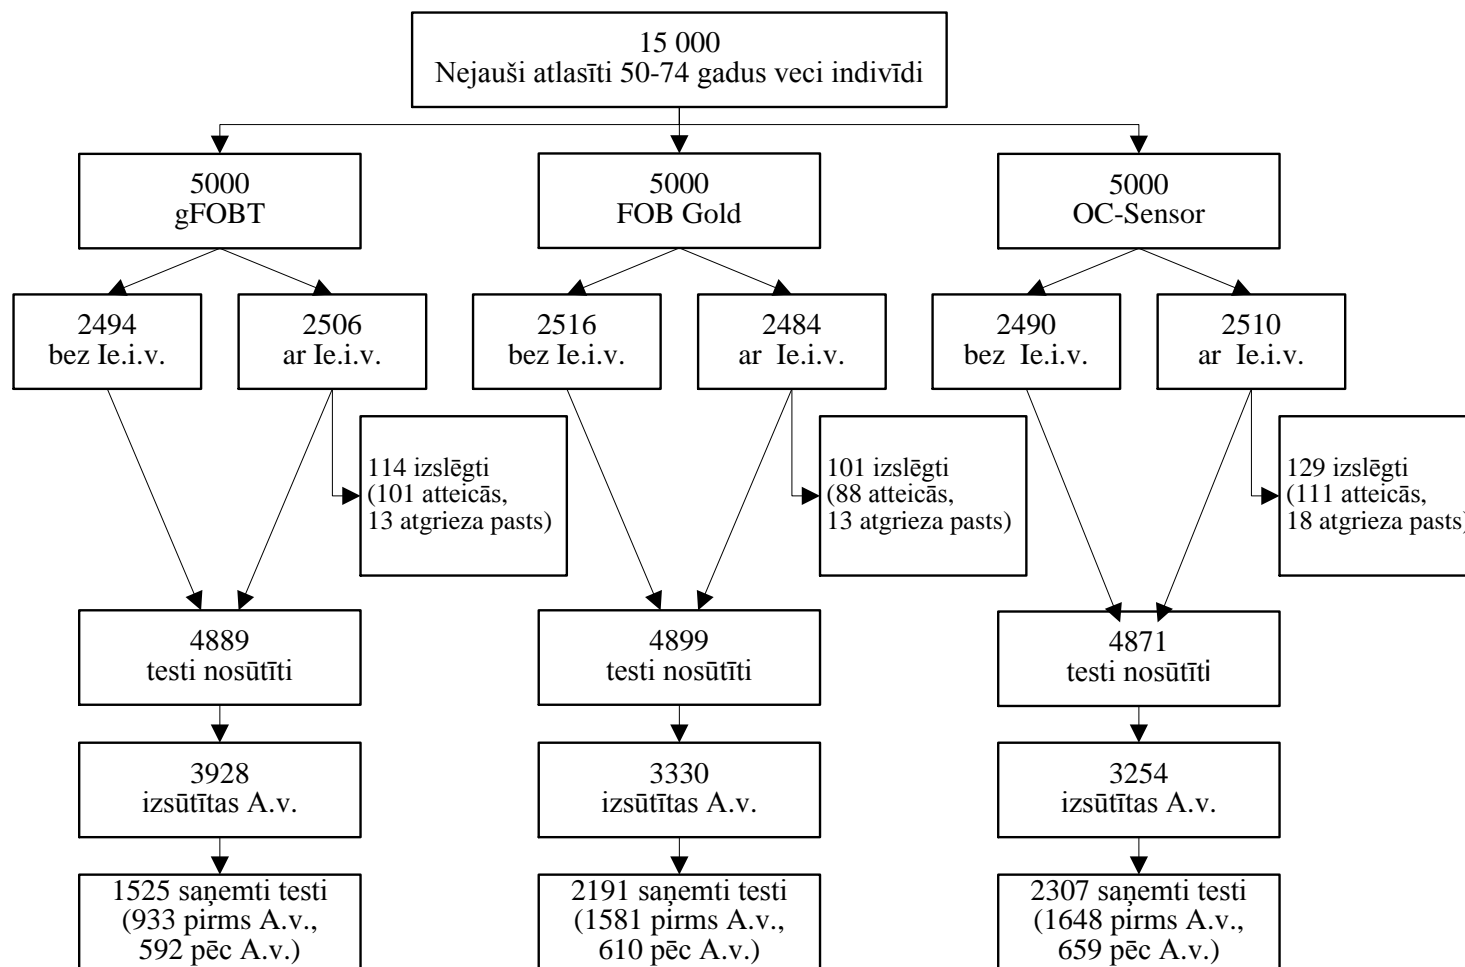 15 000
Nejauši atlasīti 50-74 gadus veci indivīdi
5000
gFOBT
5000
FOB Gold
5000
OC-Sensor
2494
bez Ie.i.v.
2506
ar Ie.i.v.
2516
bez Ie.i.v.
2484
ar Ie.i.v.
2490
bez Ie.i.v.
2510
ar Ie.i.v.
114 izslēgti
(101 atteicās,
13 atgrieza pasts)
101 izslēgti
(88 atteicās,
13 atgrieza pasts)
129 izslēgti
(111 atteicās,
18 atgrieza pasts)
4889
testi nosūtīti
4899
testi nosūtīti
4871
testi nosūtīti
3928
izsūtītas A.v.
3330
izsūtītas A.v.
3254
izsūtītas A.v.
1525 saņemti testi
(933 pirms A.v.,
592 pēc A.v.)
2191 saņemti testi
(1581 pirms A.v.,
610 pēc A.v.)
2307 saņemti testi
(1648 pirms A.v.,
659 pēc A.v.)